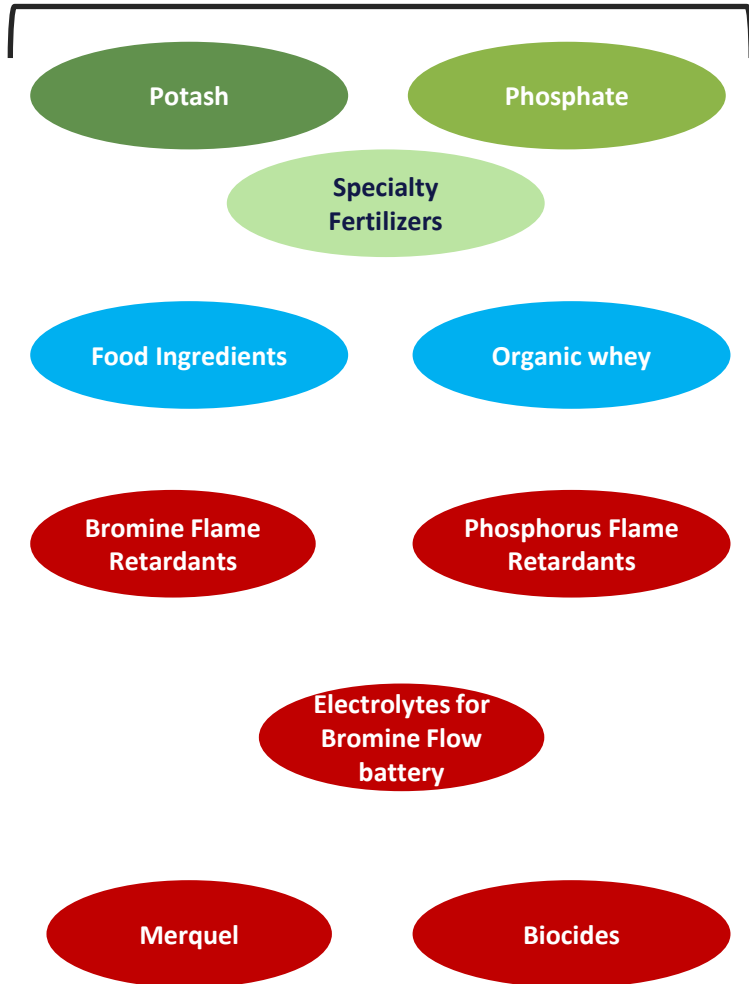 Potash
Phosphate
Specialty
Fertilizers
Food Ingredients
Organic whey
Bromine Flame
Retardants
Phosphorus Flame
Retardants
Electrolytes for
Bromine Flow
battery
Merquel
Biocides